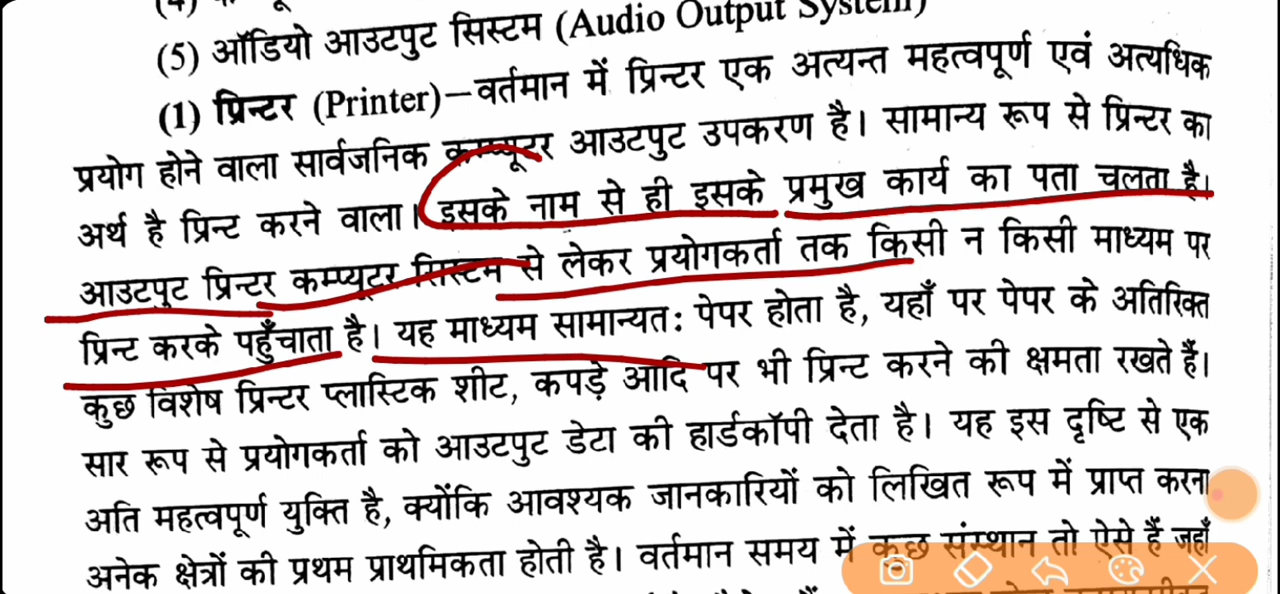 (5) ऑडियो आउटपुट सिस्टम (Audio Output System)
(1) प्रिन्टर (Printer)–वर्तमान में प्रिन्टर एक अत्यन्त महत्वपूर्ण एवं अत्यधिक
प्रयोग होने वाला सार्वजनिक कम्प्यूटर आउटपुट उपकरण है। सामान्य रूप से प्रिन्टर का
अर्थ है प्रिन्ट करने वाला। इसके नाम से ही इसके प्रमुख कार्य का पता चलता है।
आउटपुट प्रिन्टर कम्प्यूटर सिस्टम से लेकर प्रयोगकर्ता तक किसी न किसी माध्यम पर
प्रिन्ट करके पहुँचाता है। यह माध्यम सामान्यत: पेपर होता है, यहाँ पर पेपर के अतिरिक्त
कुछ विशेष प्रिन्टर प्लास्टिक शीट, कपड़े आदि पर भी प्रिन्ट करने की क्षमता रखते हैं।
सार रूप से प्रयोगकर्ता को आउटपुट डेटा की हार्डकॉपी देता है। यह इस दृष्टि से एक
अति महत्वपूर्ण युक्ति है, क्योंकि आवश्यक जानकारियों को लिखित रूप में प्राप्त करना
अनेक क्षेत्रों की प्रथम प्राथमिकता होती है। वर्तमान समय में कुछ संस्थान तो ऐसे हैं जहाँ